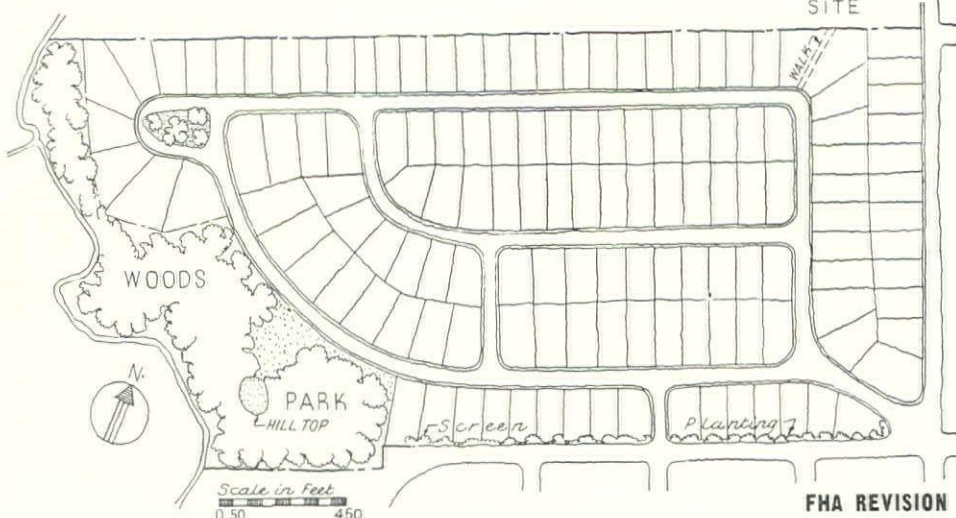 SITE
WALK
WOODS
N.
PARK
HILL TOP
Screen
Planting
Scale in Feet
0 50 450
FHA REVISION